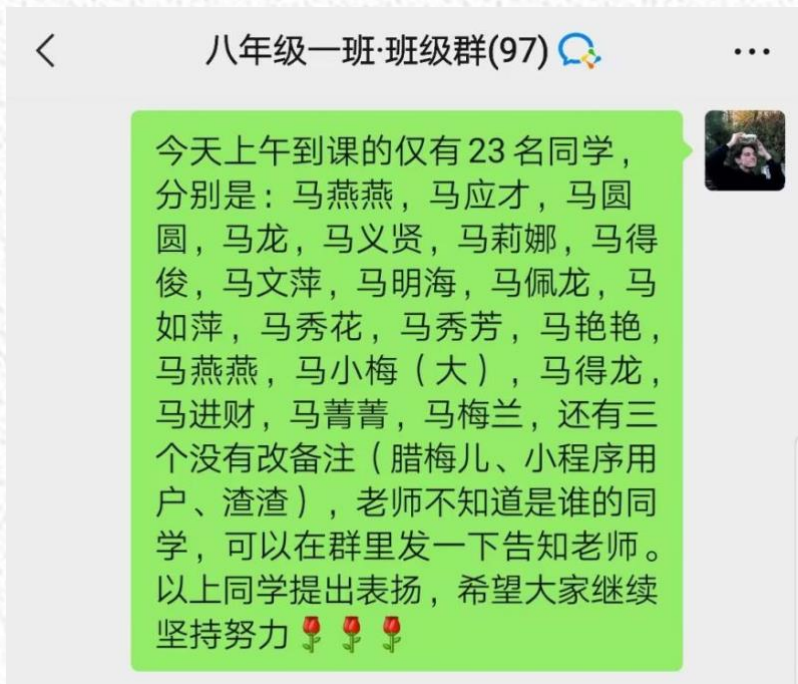 八年级一班·班级群(97)
今天上午到课的仅有23名同学，
分别是：马燕燕，马应才，马圆
圆，马龙，马义贤，马莉娜，马得
俊，马文萍，马明海，马佩龙，马
如萍，马秀花，马秀芳，马艳艳，
马燕燕，马小梅（大），马得龙，
马进财，马菁菁，马梅兰，还有三
个没有改备注（腊梅儿、小程序用
户、渣渣），老师不知道是谁的同
学，可以在群里发一下告知老师。
以上同学提出表扬，希望大家继续
坚持努力🌹🌹🌹